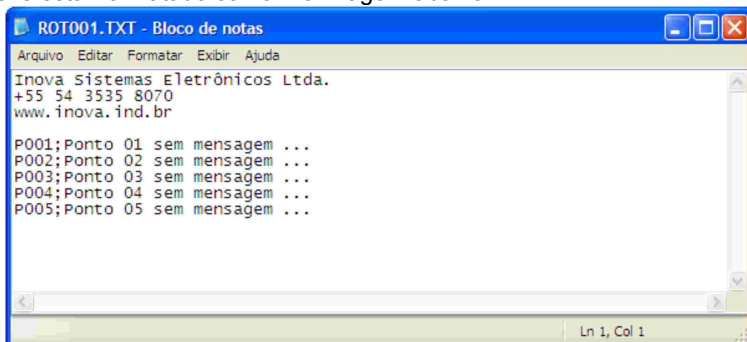 ROT001.TXT - Bloco de notas
Arquivo Editar Formatar Exibir Ajuda
Inova Sistemas Eletrônicos Ltda.
+55 54 3535 8070
www.inova.ind.br
P001;Ponto 01 sem mensagem ...
P002;Ponto 02 sem mensagem ...
P003;Ponto 03 sem mensagem ...
P004;Ponto 04 sem mensagem ...
P005;Ponto 05 sem mensagem ...
Ln 1, Col 1